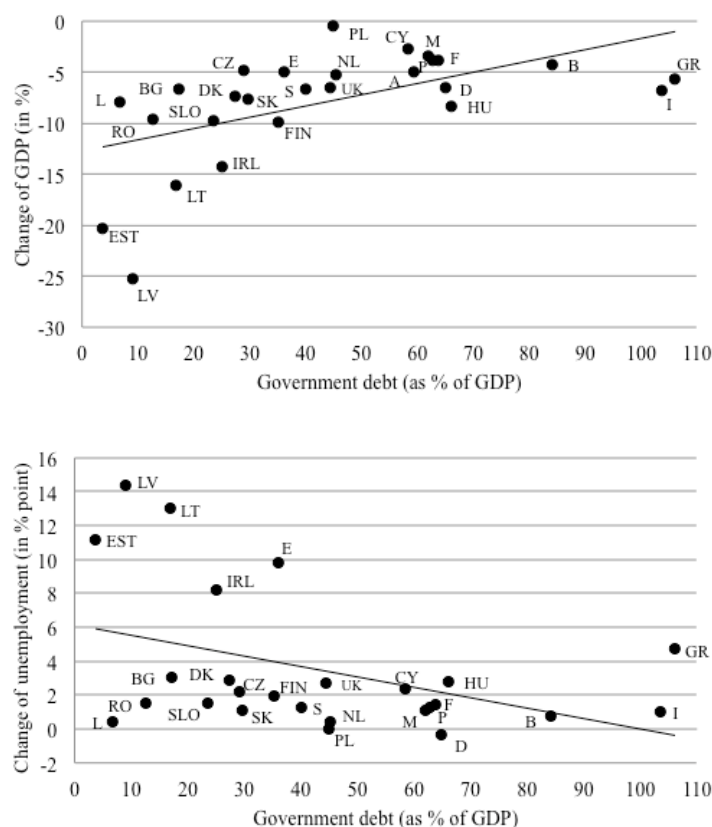 0
-5
-10
-15
-20
-25
-30
Change of GDP (in %)
PL
CY
M
CZ
E
NL
P
F
BG
DK
S
UK
A
D
B
GR
L
SK
HU
I
RO
SLO
FIN
IRL
LT
EST
LV
0 10 20 30 40 50 60 70 80 90 100 110
Government debt (as % of GDP)
16
14
12
10
8
6
4
2
0
-2
Change of unemployment (in % point)
LV
LT
EST
E
IRL
GR
BG
DK
CZ
FIN
UK
CY
HU
RO
L
SLO
SK
S
NL
M
F
P
B
I
PL
D
0 10 20 30 40 50 60 70 80 90 100 110
Government debt (as % of GDP)